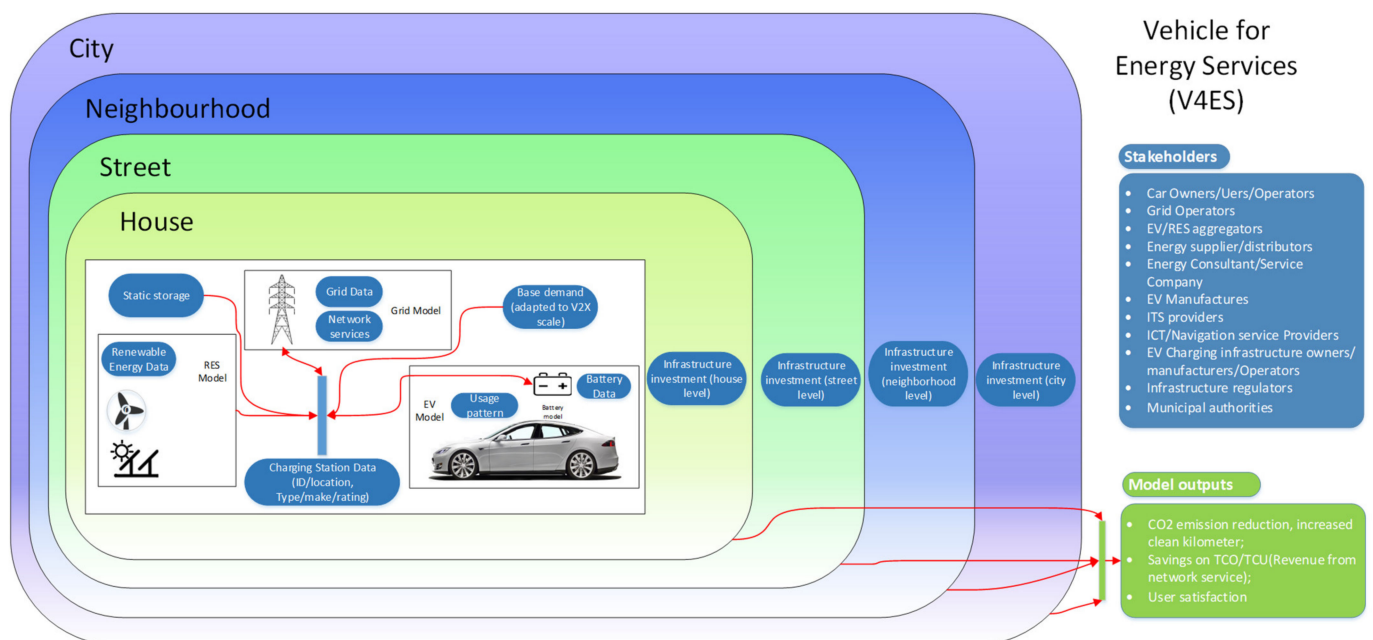 City
Neighbourhood
Street
House
Static storage
Grid Data
Network
services
Grid Model
Base demand
(adapted to V2X
scale)
Renewable
Energy Data
RES
Model
EV
Model
Usage
pattern
Battery
model
Battery
Data
Charging Station Data
(ID/location,
Type/make/rating)
Infrastructure
investment (house
level)
Infrastructure
investment (street
level)
Infrastructure
investment
(neighborhood
level)
Infrastructure
investment (city
level)
Vehicle for
Energy Services
(V4ES)
Stakeholders
• Car Owners/Uers/Operators
• Grid Operators
• EV/RES aggregators
• Energy supplier/distributors
• Energy Consultant/Service
Company
• EV Manufactures
• ITS providers
• ICT/Navigation service Providers
• EV Charging infrastructure owners/
manufacturers/Operators
• Infrastructure regulators
• Municipal authorities
Model outputs
• CO2 emission reduction, increased
clean kilometer;
• Savings on TCO/TCU(Revenue from
network service);
• User satisfaction